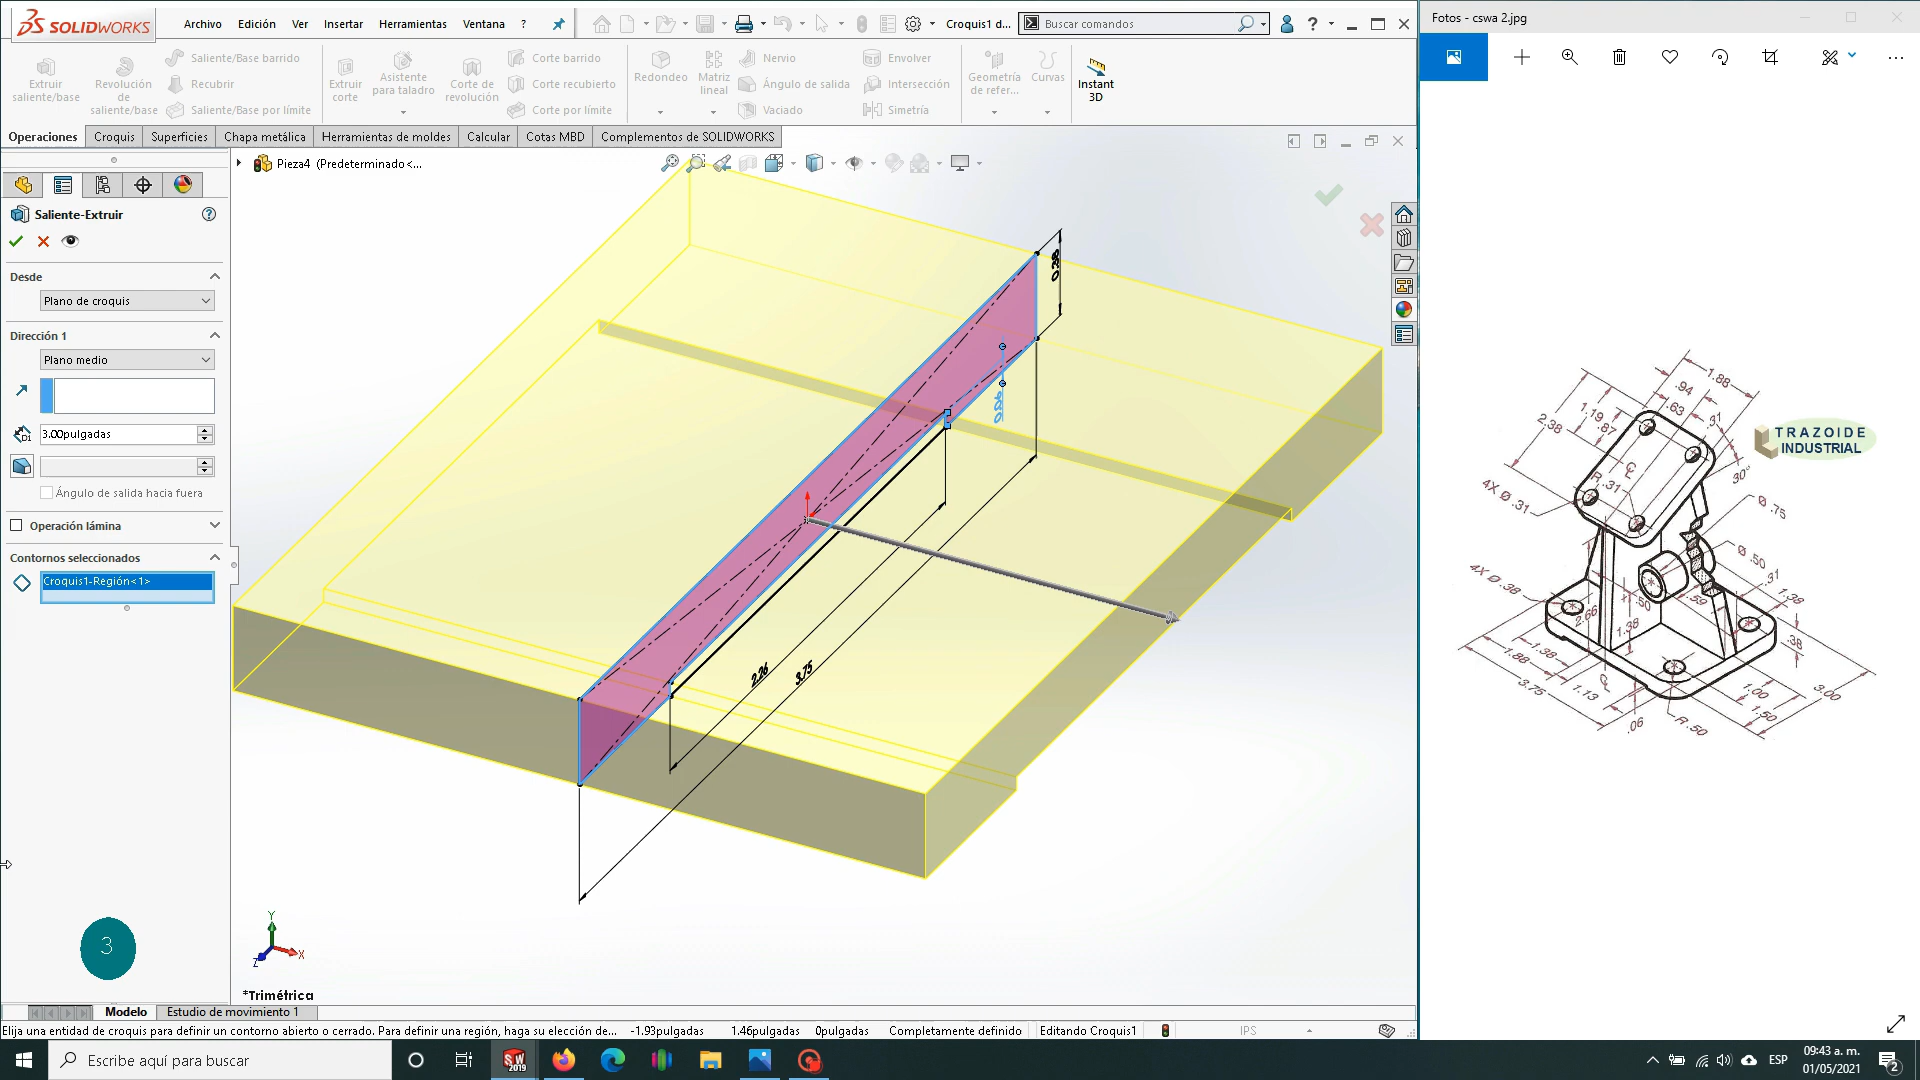 SOLIDWORKS
Archivo
Edición
Ver
Insertar
Herramientas
Ventana
?
Croquis1 d...
Buscar comandos
?
Fotos - cswa 2.jpg
Extruir saliente/base
Revolución de saliente/base
Saliente/Base barrido
Recubrir
Saliente/Base por límite
Extruir corte
Asistente para taladro
Corte de revolución
Corte barrido
Corte recubierto
Corte por límite
Redondeo
Matriz lineal
Nervio
Ángulo de salida
Vaciado
Envolver
Intersección
Simetría
Geometría de refer...
Curvas
Instant 3D
Operaciones
Croquis
Superficies
Chapa metálica
Herramientas de moldes
Calcular
Cotas MBD
Complementos de SOLIDWORKS
Pieza4 (Predeterminado<...
Saliente-Extruir
Desde
Plano de croquis
Dirección 1
Plano medio
D1
3.00pulgadas
Ángulo de salida hacia fuera
Operación lámina
Contornos seleccionados
Croquis1-Región<1>
3
0.38
2.26
3.75
Y
X
Z
*Trimétrica
1.88
.94
.63
.31
1.19
.87
2.38
R.31
30°
4X Ø.31
TRAZOIDE
INDUSTRIAL
Ø .75
Ø .50
.31
1.38
4X Ø.38
.50
.59
2.66
1.38
.38
1.38
1.88
3.75
1.13
.06
R.50
1.00
1.50
3.00
Modelo
Estudio de movimiento 1
Elija una entidad de croquis para definir un contorno abierto o cerrado. Para definir una región, haga su elección de...
-1.93pulgadas
1.46pulgadas
0pulgadas
Completamente definido
Editando Croquis1
IPS
Escribe aquí para buscar
SW 2019
ESP
09:43 a. m.
01/05/2021
2